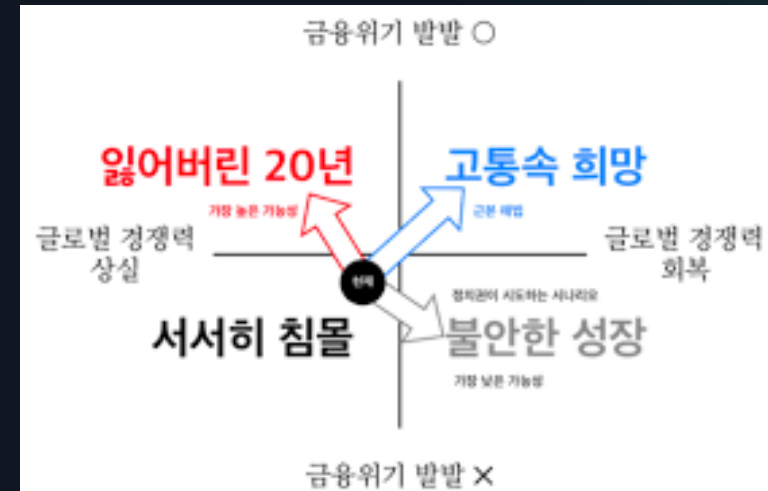 금융위기 발발 ○
잃어버린 20년
고통속 희망
가장 높은 가능성
근본 해법
글로벌 경쟁력
상실
글로벌 경쟁력
회복
현재
정치권이 시도하는 시나리오
서서히 침몰
불안한 성장
가장 낮은 가능성
금융위기 발발 ✕